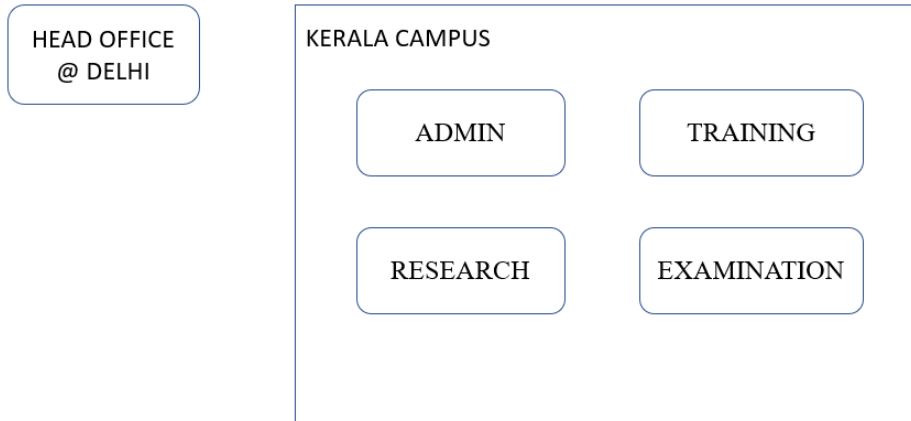 HEAD OFFICE
@ DELHI
KERALA CAMPUS
ADMIN
TRAINING
RESEARCH
EXAMINATION